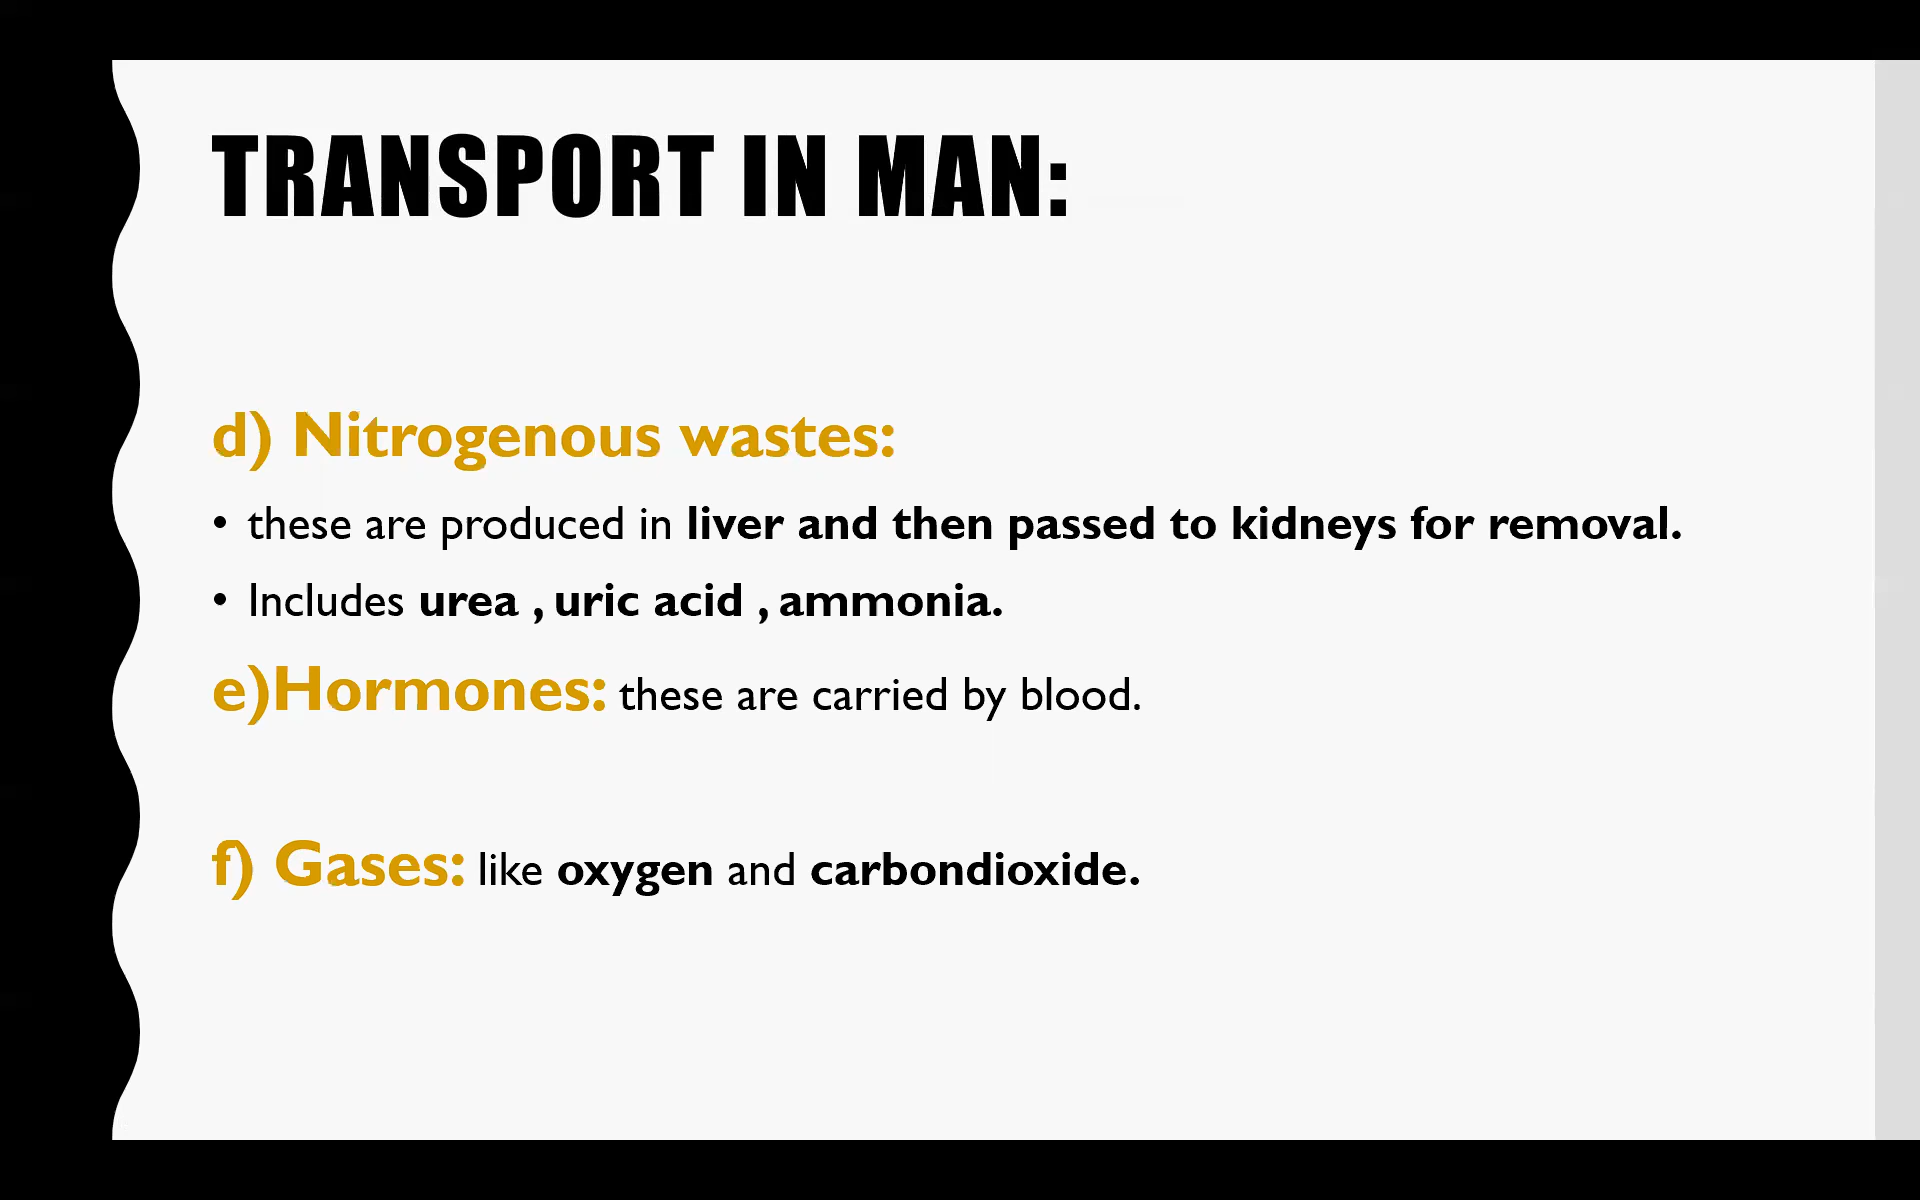 TRANSPORT IN MAN:
d) Nitrogenous wastes:
• these are produced in liver and then passed to kidneys for removal.
• Includes urea , uric acid , ammonia.
e)Hormones: these are carried by blood.
f) Gases: like oxygen and carbondioxide.